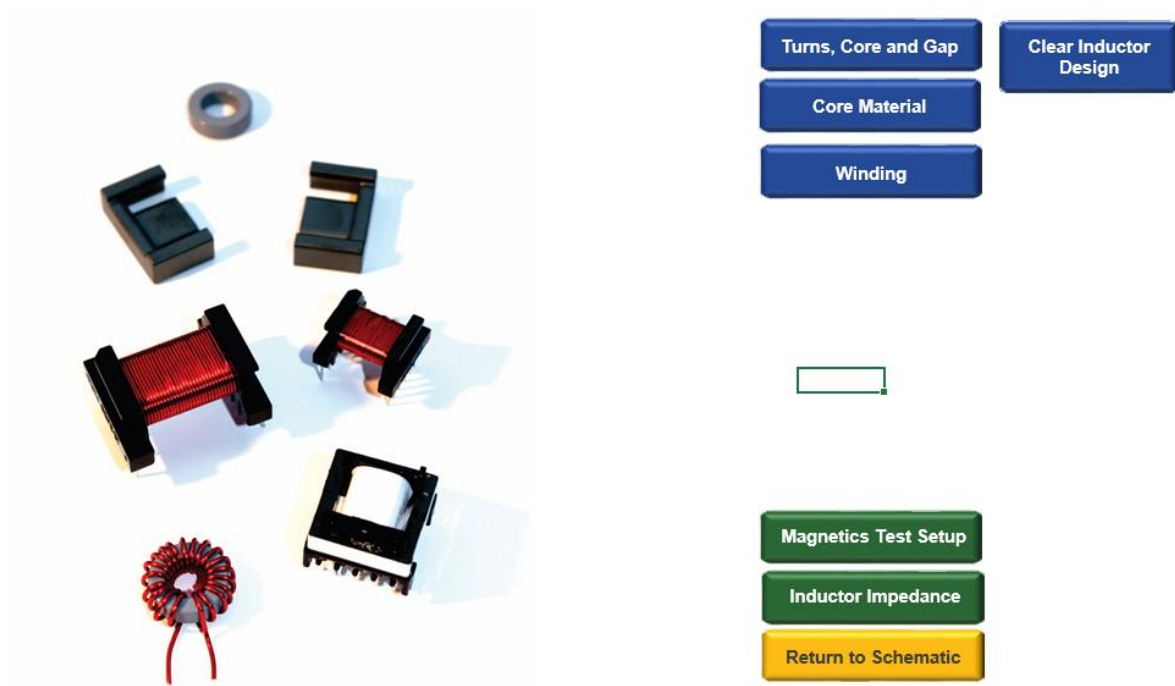 Turns, Core and Gap
Clear Inductor
Design
Core Material
Winding
Magnetics Test Setup
Inductor Impedance
Return to Schematic